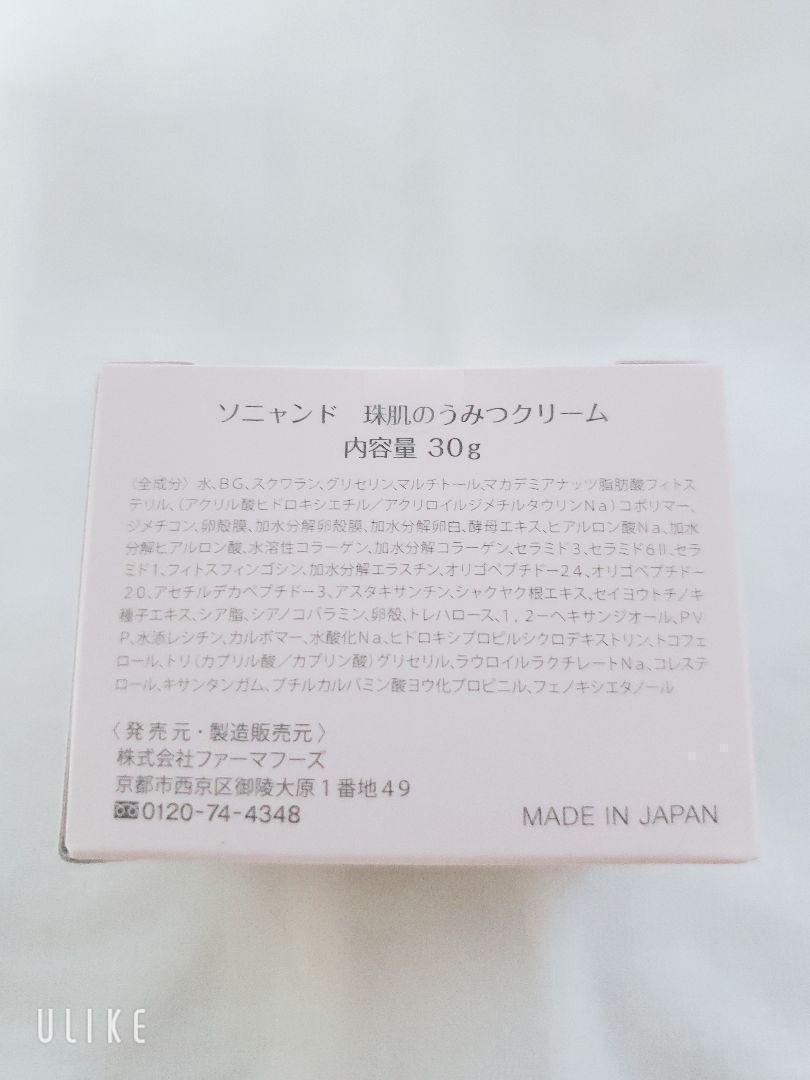 ソニャンド 珠肌のうみつクリーム
内容量 30g
〈全成分〉水、BG、スクワラン、グリセリン、マルチトール、マカデミアナッツ脂肪酸フィトス
テリル、(アクリル酸ヒドロキシエチル/アクリロイルジメチルタウリンNa)コポリマー、
ジメチコン、卵殻膜、加水分解卵殻膜、加水分解卵白、酵母エキス、ヒアルロン酸Na、加水
分解ヒアルロン酸、水溶性コラーゲン、加水分解コラーゲン、セラミド3、セラミド6Ⅱ、セラ
ミド1、フィトスフィンゴシン、加水分解エラスチン、オリゴペプチド-24、オリゴペプチド-
20、アセチルデカペプチド-3、アスタキサンチン、シャクヤク根エキス、セイヨウトチノキ
種子エキス、シア脂、シアノコバラミン、卵殻、トレハロース、1,2-ヘキサンジオール、PV
P、水添レシチン、カルボマー、水酸化Na、ヒドロキシプロピルシクロデキストリン、トコフェ
ロール、トリ(カプリル酸/カプリン酸)グリセリル、ラウロイルラクチレートNa、コレステ
ロール、キサンタンガム、ブチルカルバミン酸ヨウ化プロピニル、フェノキシエタノール
〈発売元・製造販売元〉
株式会社ファーマフーズ
京都市西京区御陵大原1番地49
0120-74-4348
MADE IN JAPAN
ULIKE